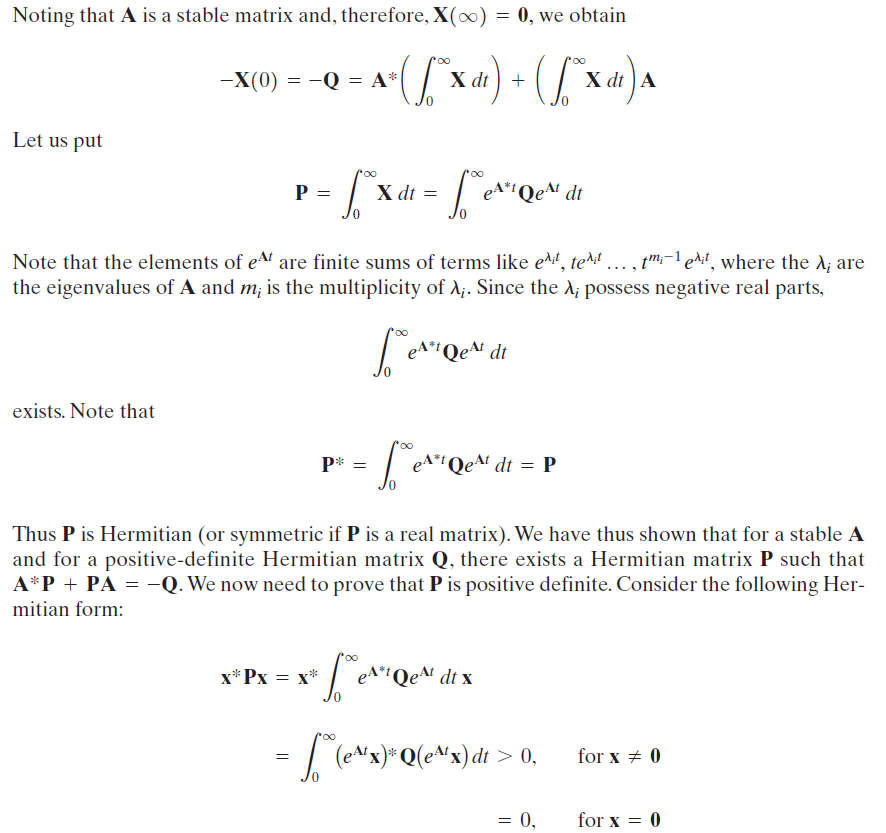 Noting that A is a stable matrix and, therefore, X(∞) = 0, we obtain
−X(0) = −Q = A*(∫₀^∞ X dt) + (∫₀^∞ X dt) A
Let us put
P = ∫₀^∞ X dt = ∫₀^∞ e^{A*t} Qe^{At} dt
Note that the elements of e^{At} are finite sums of terms like e^{λᵢt}, te^{λᵢt} … , t^{mᵢ−1} e^{λᵢt}, where the λᵢ are
the eigenvalues of A and mᵢ is the multiplicity of λᵢ. Since the λᵢ possess negative real parts,
∫₀^∞ e^{A*t} Qe^{At} dt
exists. Note that
P* = ∫₀^∞ e^{A*t} Qe^{At} dt = P
Thus P is Hermitian (or symmetric if P is a real matrix). We have thus shown that for a stable A
and for a positive-definite Hermitian matrix Q, there exists a Hermitian matrix P such that
A*P + PA = −Q. We now need to prove that P is positive definite. Consider the following Her-
mitian form:
x*Px = x* ∫₀^∞ e^{A*t} Qe^{At} dt x
= ∫₀^∞ (e^{At}x)* Q(e^{At}x) dt > 0, for x ≠ 0
= 0, for x = 0